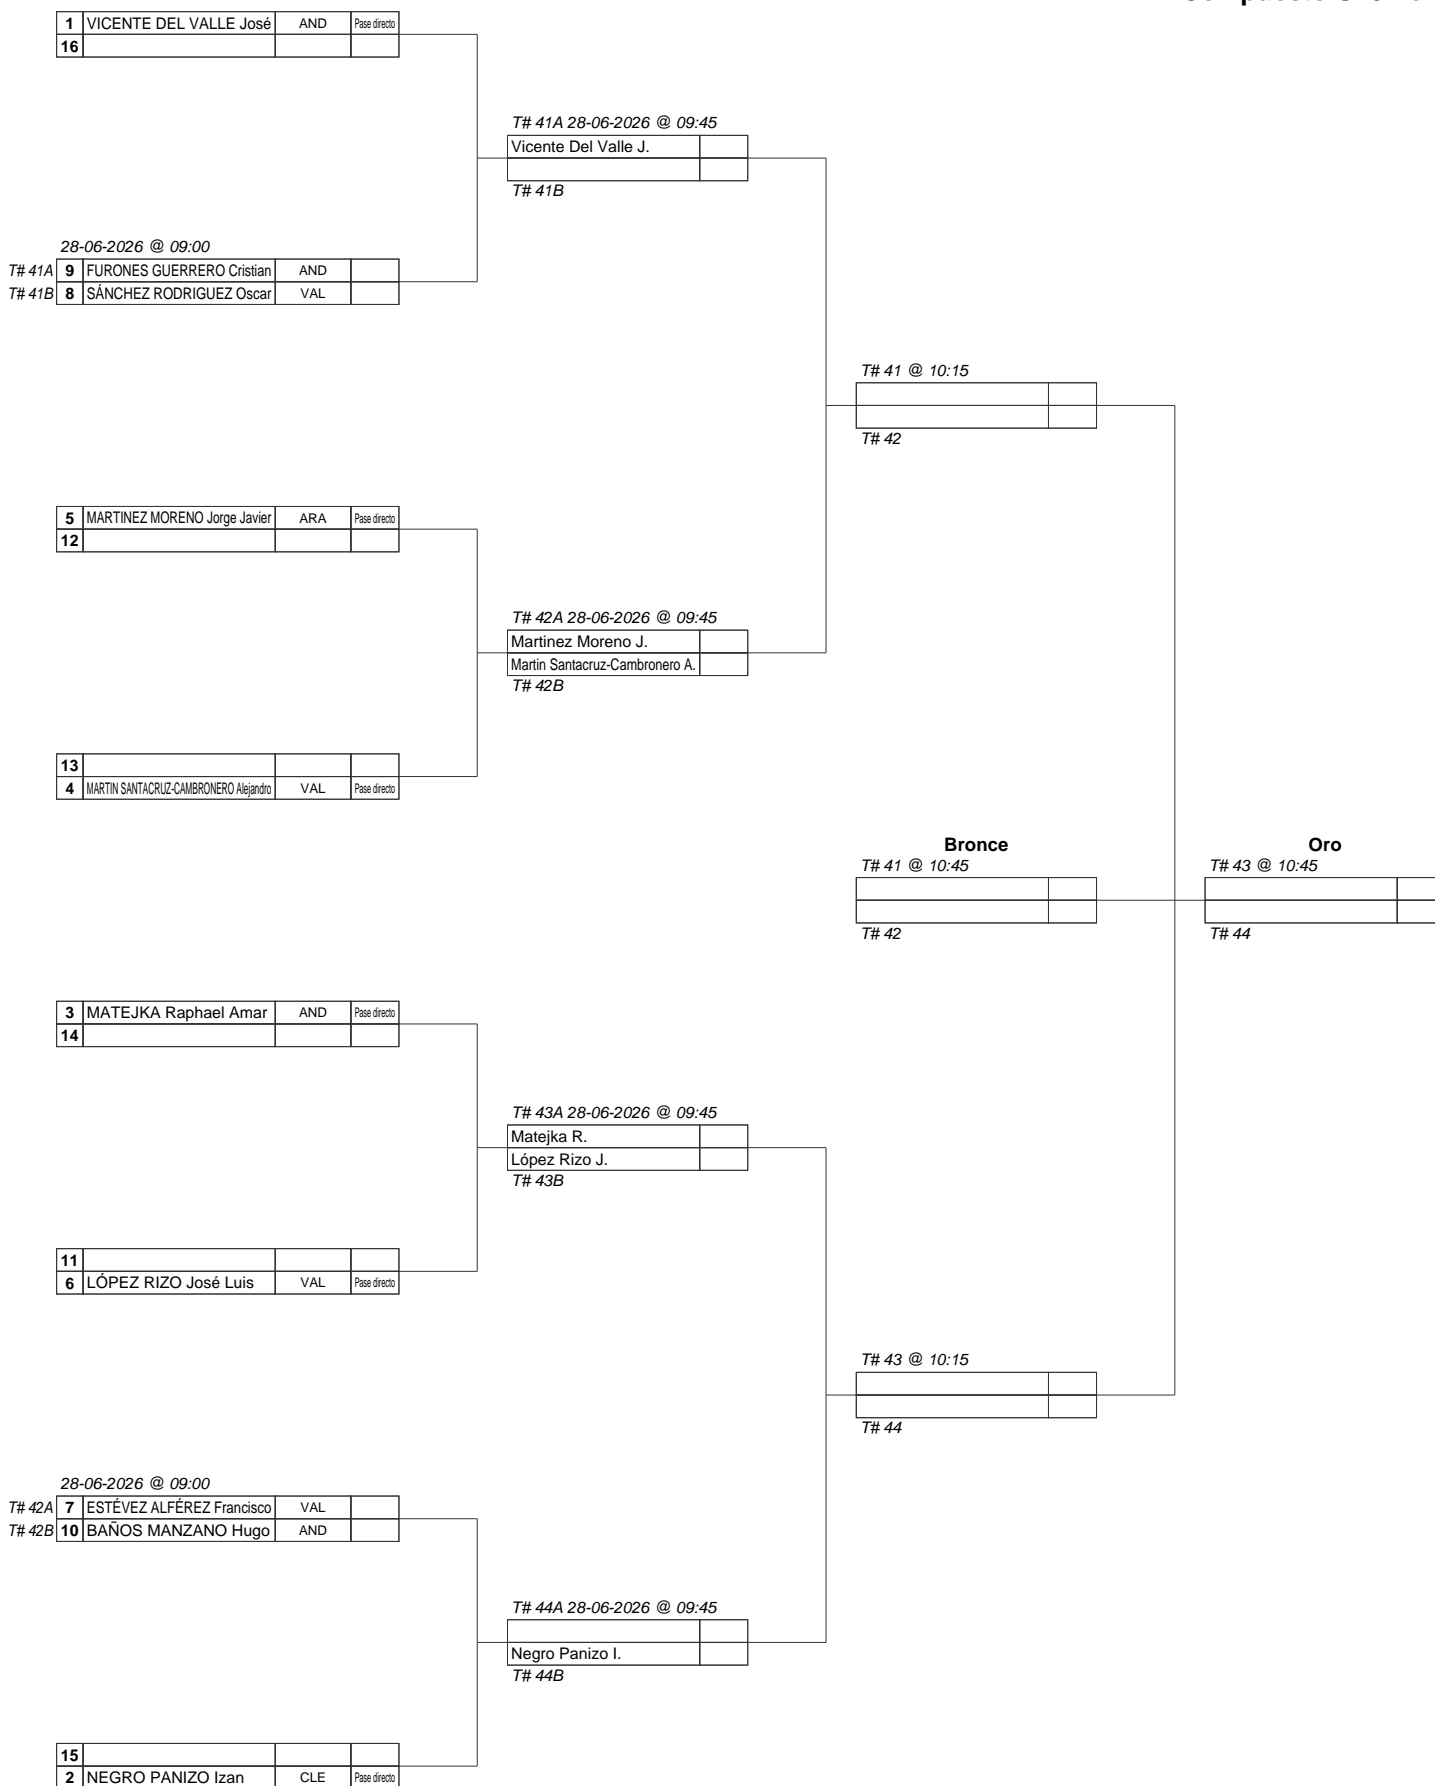 1 VICENTE DEL VALLE José AND Pase directo
16
T# 41A 28-06-2026 @ 09:45
Vicente Del Valle J.
T# 41B
28-06-2026 @ 09:00
T# 41A 9 FURONES GUERRERO Cristian AND
T# 41B 8 SÁNCHEZ RODRIGUEZ Oscar VAL
T# 41 @ 10:15
T# 42
5 MARTINEZ MORENO Jorge Javier ARA Pase directo
12
T# 42A 28-06-2026 @ 09:45
Martinez Moreno J.
Martin Santacruz-Cambronero A.
T# 42B
13
4 MARTIN SANTACRUZ-CAMBRONERO Alejandro VAL Pase directo
Bronce
T# 41 @ 10:45
T# 42
Oro
T# 43 @ 10:45
T# 44
3 MATEJKA Raphael Amar AND Pase directo
14
T# 43A 28-06-2026 @ 09:45
Matejka R.
López Rizo J.
T# 43B
11
6 LÓPEZ RIZO José Luis VAL Pase directo
T# 43 @ 10:15
T# 44
28-06-2026 @ 09:00
T# 42A 7 ESTÉVEZ ALFÉREZ Francisco VAL
T# 42B 10 BAÑOS MANZANO Hugo AND
T# 44A 28-06-2026 @ 09:45
Negro Panizo I.
T# 44B
15
2 NEGRO PANIZO Izan CLE Pase directo